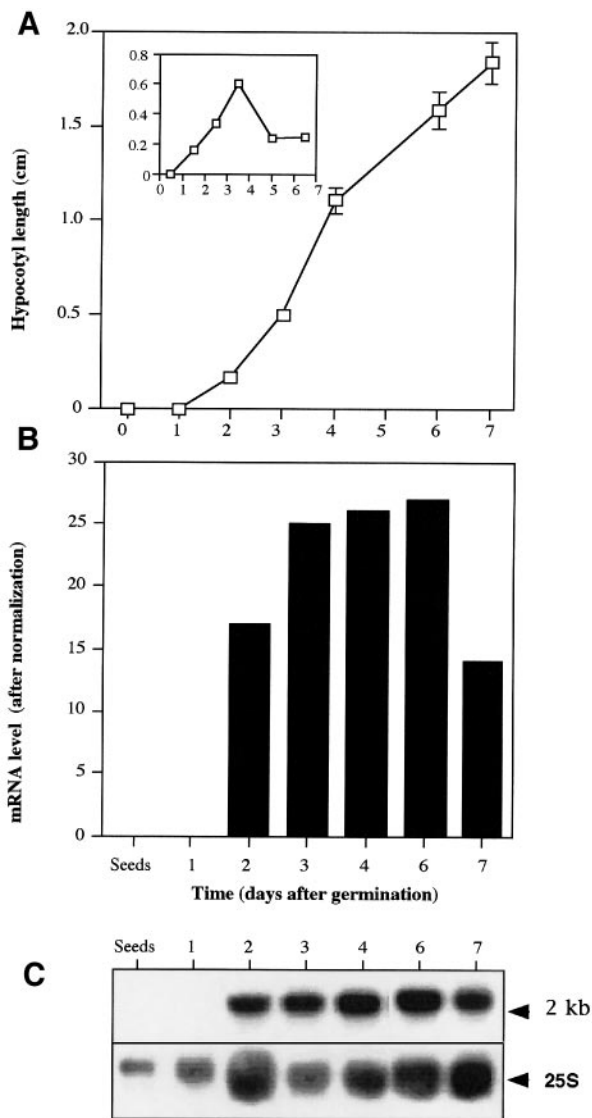 A
2.0
1.5
1.0
0.5
0
Hypocotyl length (cm)
0.8
0.6
0.4
0.2
0
0 1 2 3 4 5 6 7
0 1 2 3 4 6 7
B
30
25
20
15
10
5
0
mRNA level (after normalization)
Seeds 1 2 3 4 6 7
Time (days after germination)
Seeds 1 2 3 4 6 7
C
2 kb
25S